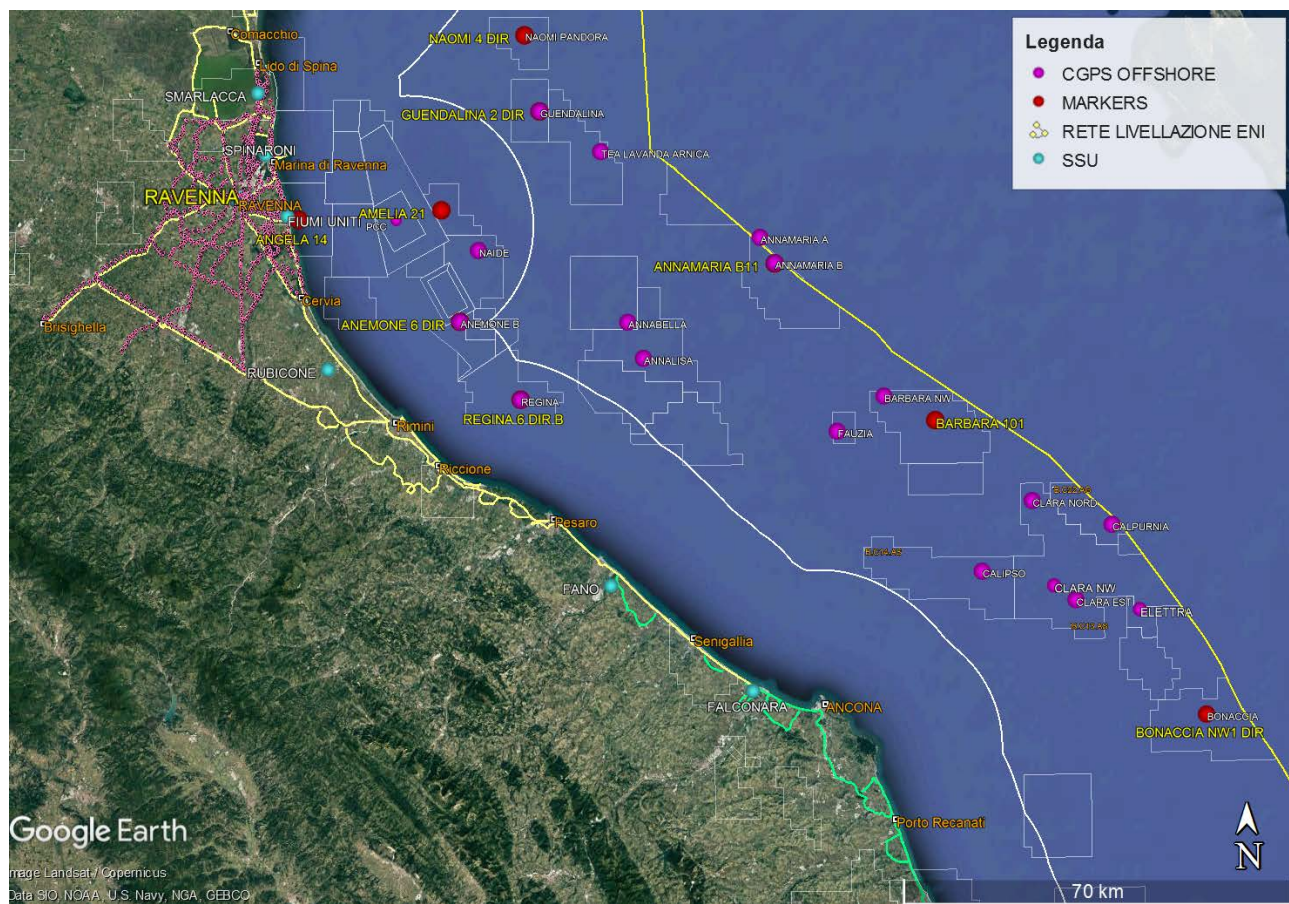 Comacchio
Lido di Spina
SMARLACCA
SPINARONI
Marina di Ravenna
RAVENNA
RAVENNA
FIUMI UNITI
ANGELA 14
Cervia
Brisighella
RUBICONE
Rimini
Riccione
Pesaro
FANO
Senigallia
FALCONARA
ANCONA
Porto Recanati
NAOMI 4 DIR
NAOMI PANDORA
GUENDALINA 2 DIR
GUENDALINA
TEA LAVANDA ARNICA
AMELIA 21
PCC
NAIDE
ANNAMARIA A
ANNAMARIA B11
ANNAMARIA B
ANEMONE 6 DIR
ANEMONE B
ANNABELLA
ANNALISA
REGINA
REGINA 6 DIR B
BARBARA NW
FAUZIA
BARBARA 101
CLARA NORD
CALPURNIA
CALIPSO
CLARA NW
CLARA EST
ELETTRA
BONACCIA
BONACCIA NW1 DIR
Legenda
CGPS OFFSHORE
MARKERS
RETE LIVELLAZIONE ENI
SSU
N
70 km
Google Earth
mage Landsat / Copernicus
Data SIO, NOAA, U.S. Navy, NGA, GEBCO